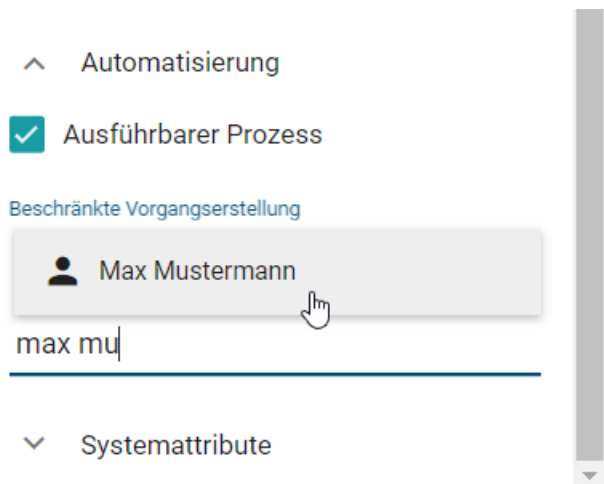 Automatisierung
Ausführbarer Prozess
Beschränkte Vorgangserstellung
Max Mustermann
max mu
Systemattribute